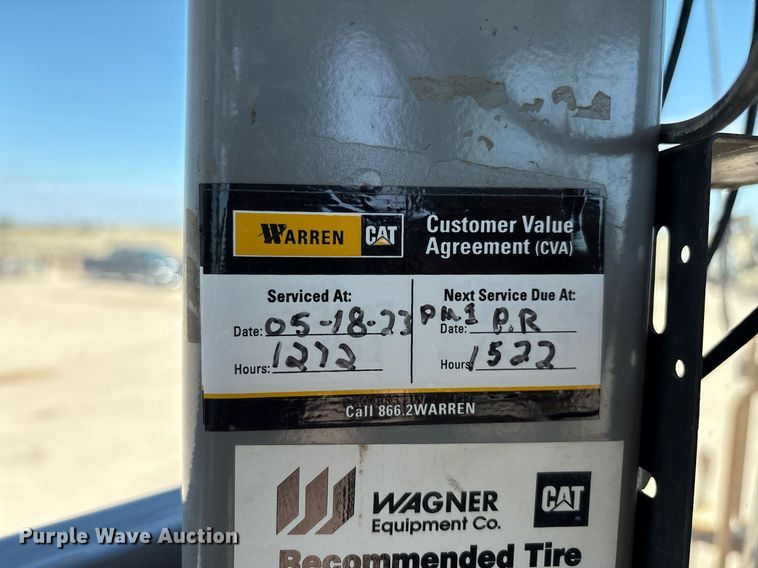 WARREN CAT
Customer Value
Agreement (CVA)
Serviced At:
Date: 05-18-23
Hours: 1272
Next Service Due At:
PM1
Date: P.R
Hours 1522
Call 866.2WARREN
WAGNER
Equipment Co.
CAT
Recommended Tire
Purple Wave Auction